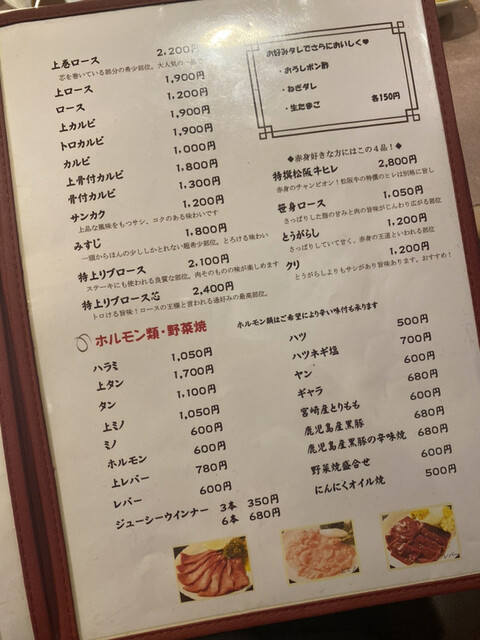 上巻ロース 2,200円
芯を巻いている部分の希少部位。大人気の一品で
上ロース 1,900円
ロース 1,200円
上カルビ 1,900円
トロカルビ 1,900円
カルビ 1,000円
上骨付カルビ 1,800円
骨付カルビ 1,300円
サンカク 1,200円
上品な風味をもつサシ、コクのある味わいです
みすじ 1,800円
一頭からほんの少ししかとれない超希少部位。とろける味わい
特上リブロース 2,100円
ステーキにも使われる良質な部位。肉そのものの味が楽しめます
特上リブロース芯 2,400円
トロける旨味！ロースの王様と言われる通好みの最高部位。
お好みタレでさらにおいしく♥
・おろしポン酢
・ねぎダレ
・生たまご 各150円
◆赤身好きな方にはこの4品！◆
特撰松阪牛ヒレ 2,800円
赤身のチャンピオン！松阪牛の特撰のヒレは別格に旨し
笹身ロース 1,050円
さっぱりした脂の甘みと肉の旨味がじんわり広がる部位
とうがらし 1,200円
さっぱりしていて甘く、赤身の王道といわれる部位
クリ 1,200円
とうがらしよりもサシがあり旨味あります。おすすめ！
ホルモン類・野菜焼
ホルモン類はご希望により辛い味付も承ります
ハラミ 1,050円
上タン 1,700円
タン 1,100円
上ミノ 1,050円
ミノ 600円
ホルモン 600円
上レバー 780円
レバー 600円
ジューシーウインナー 3本 350円
6本 680円
ハツ 500円
ハツネギ塩 700円
ヤン 600円
ギャラ 680円
宮崎産とりもも 600円
鹿児島産黒豚 680円
鹿児島産黒豚の辛味焼 680円
野菜焼盛合せ 600円
にんにくオイル焼 500円
レバー